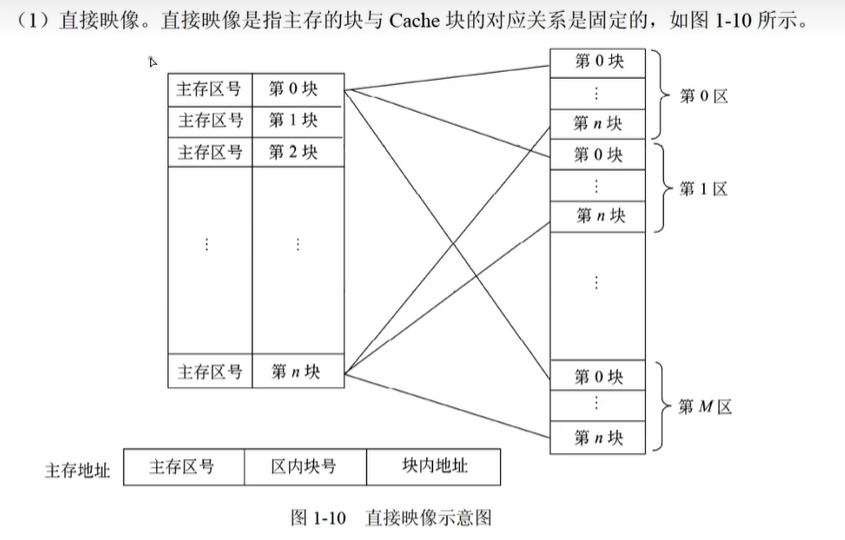 （1）直接映像。直接映像是指主存的块与 Cache 块的对应关系是固定的，如图 1-10 所示。
主存区号 第 0 块
主存区号 第 1 块
主存区号 第 2 块
⋮ ⋮
主存区号 第 n 块
第 0 块
⋮
第 n 块
第 0 区
第 0 块
⋮
第 n 块
第 1 区
⋮
第 0 块
⋮
第 n 块
第 M 区
主存地址 主存区号 区内块号 块内地址
图 1-10 直接映像示意图